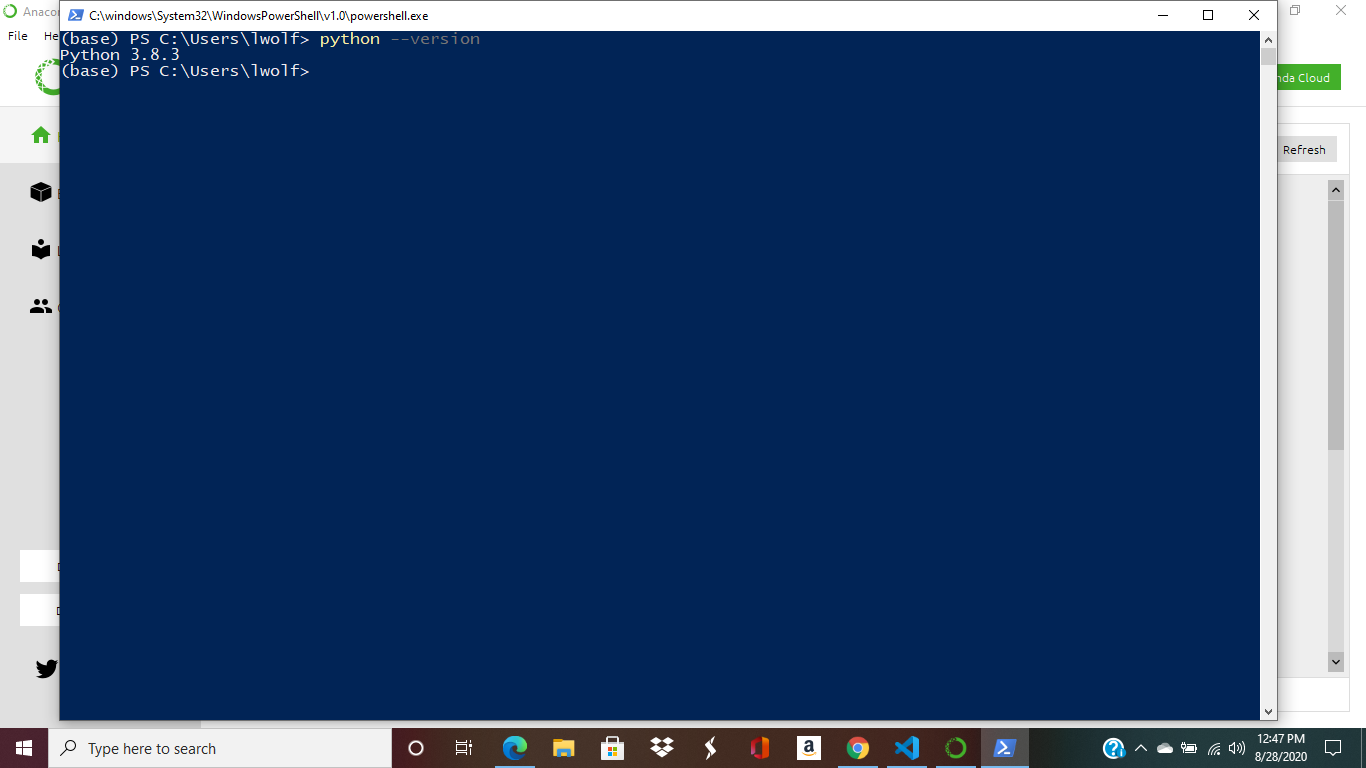 Anacon
C:\windows\System32\WindowsPowerShell\v1.0\powershell.exe
File He
(base) PS C:\Users\lwolf> python --version
Python 3.8.3
(base) PS C:\Users\lwolf>
nda Cloud
Refresh
Type here to search
12:47 PM
8/28/2020